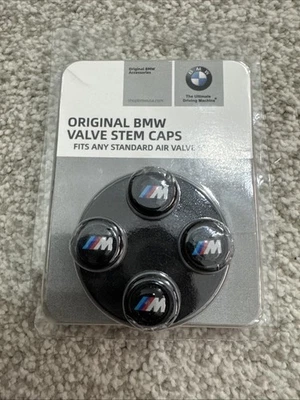 Original BMW
Accessories
BMW
The Ultimate
Driving Machine®
ORIGINAL BMW
VALVE STEM CAPS
FITS ANY STANDARD AIR VALVE
M
M
M
M